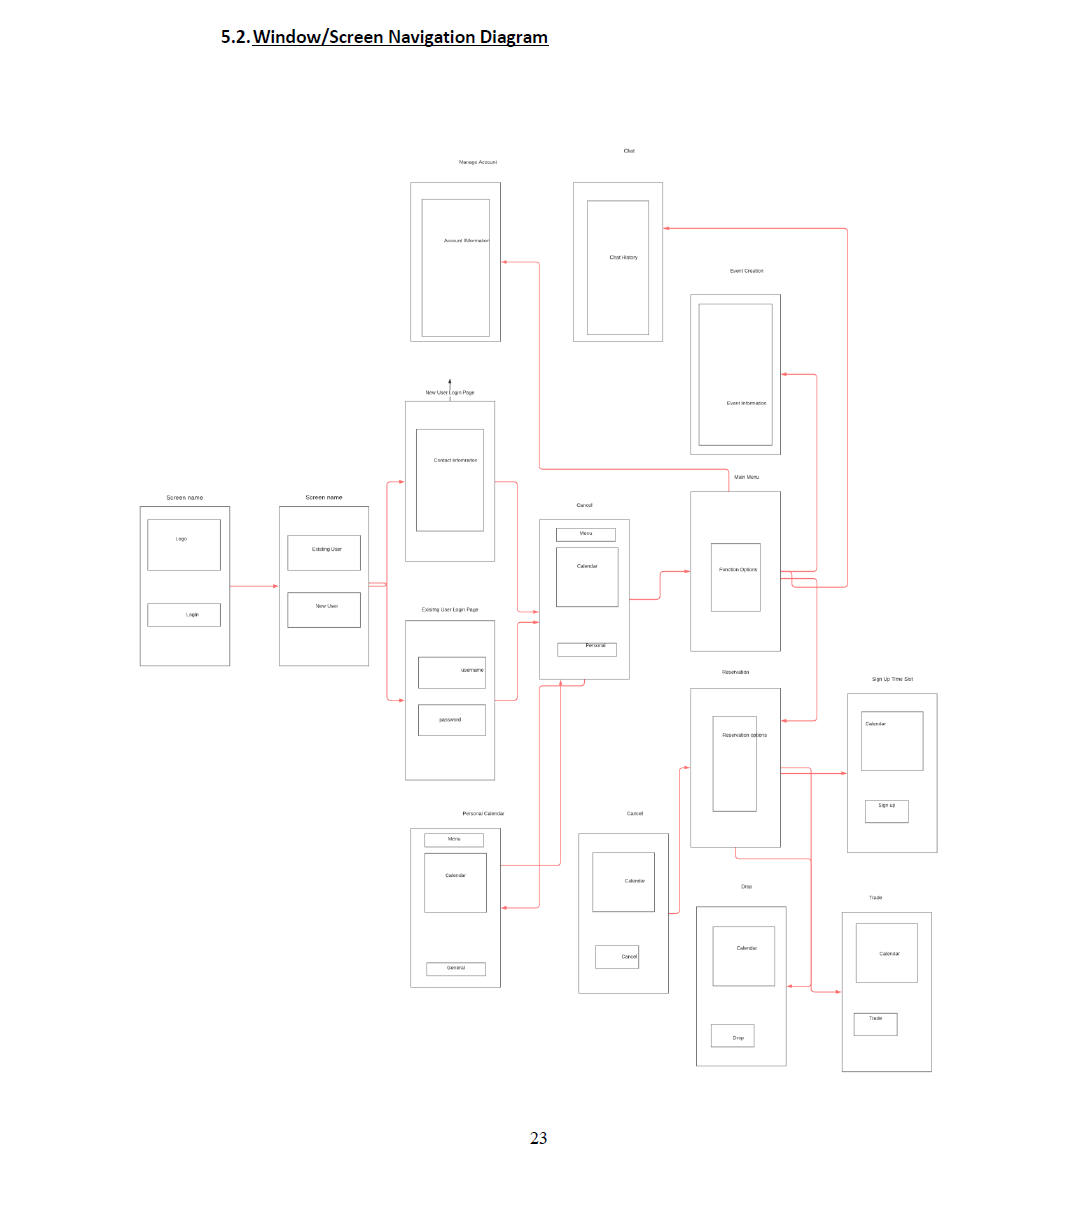 5.2. Window/Screen Navigation Diagram
Chat
Manage Account
Account INformation
Chat History
Event Creation
New User Login Page
Event Information
Contact Infomration
Main Menu
Screen name
Screen name
Cancel
Menu
Logo
Existing User
Calendar
Function Options
New User
Existing User Login Page
Login
Personal
username
Reservation
Sign Up Time Slot
password
Calendar
Reservation options
Sign up
Personal Calendar
Cancel
Menu
Calendar
Calendar
Drop
Trade
Calendar
Calendar
Cancel
General
Trade
Drop
23